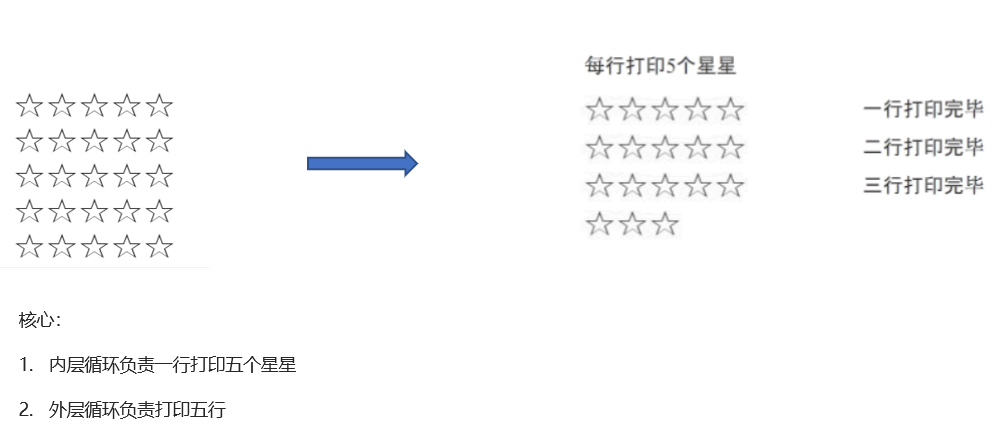 每行打印5个星星
☆☆☆☆☆ ☆☆☆☆☆ 一行打印完毕
☆☆☆☆☆ ☆☆☆☆☆ 二行打印完毕
☆☆☆☆☆ ☆☆☆☆☆ 三行打印完毕
☆☆☆☆☆ ☆☆☆
☆☆☆☆☆
核心：
1. 内层循环负责一行打印五个星星
2. 外层循环负责打印五行